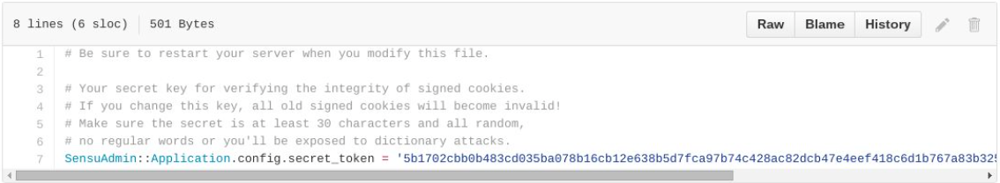 8 lines (6 sloc) 501 Bytes Raw Blame History
1 # Be sure to restart your server when you modify this file.
2
3 # Your secret key for verifying the integrity of signed cookies.
4 # If you change this key, all old signed cookies will become invalid!
5 # Make sure the secret is at least 30 characters and all random,
6 # no regular words or you'll be exposed to dictionary attacks.
7 SensuAdmin::Application.config.secret_token = '5b1702cbb0b483cd035ba078b16cb12e638b5d7fca97b74c428ac82dcb47e4eef418c6d1b767a83b325